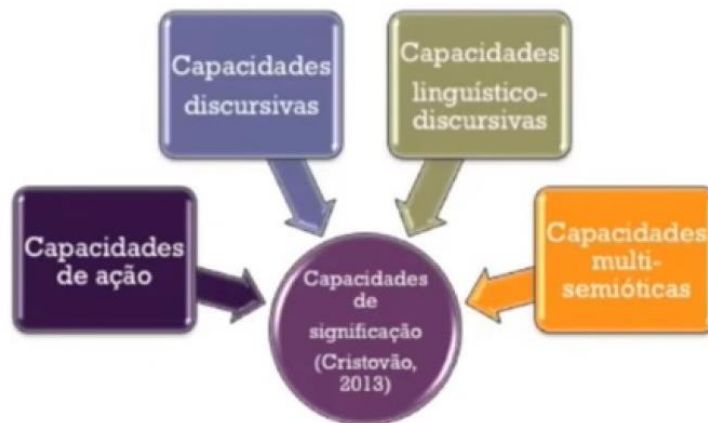 Capacidades
discursivas
Capacidades
linguístico-
discursivas
Capacidades
de ação
Capacidades
multi-
semióticas
Capacidades
de
significação
(Cristovão,
2013)